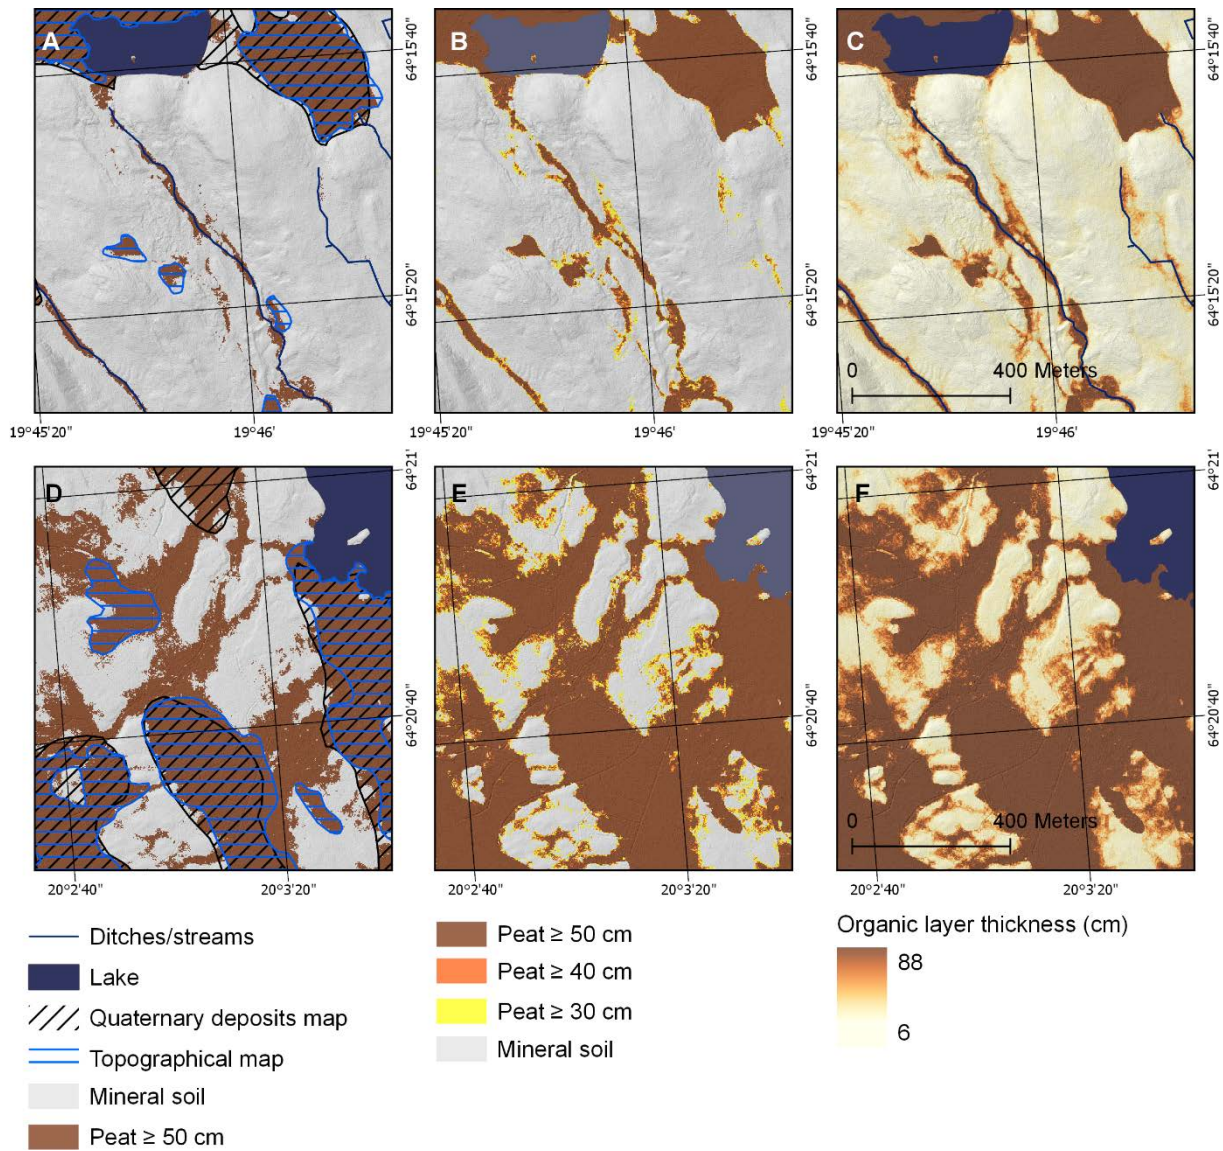 A
B
C
64°15'40"
64°15'40"
64°15'40"
64°15'20"
64°15'20"
64°15'20"
0
400 Meters
19°45'20"
19°46'
19°45'20"
19°46'
19°45'20"
19°46'
D
E
F
64°21'
64°21'
64°21'
64°20'40"
64°20'40"
64°20'40"
0
400 Meters
20°2'40"
20°3'20"
20°2'40"
20°3'20"
20°2'40"
20°3'20"
Ditches/streams
Lake
Quaternary deposits map
Topographical map
Mineral soil
Peat ≥ 50 cm
Peat ≥ 50 cm
Peat ≥ 40 cm
Peat ≥ 30 cm
Mineral soil
Organic layer thickness (cm)
88
6